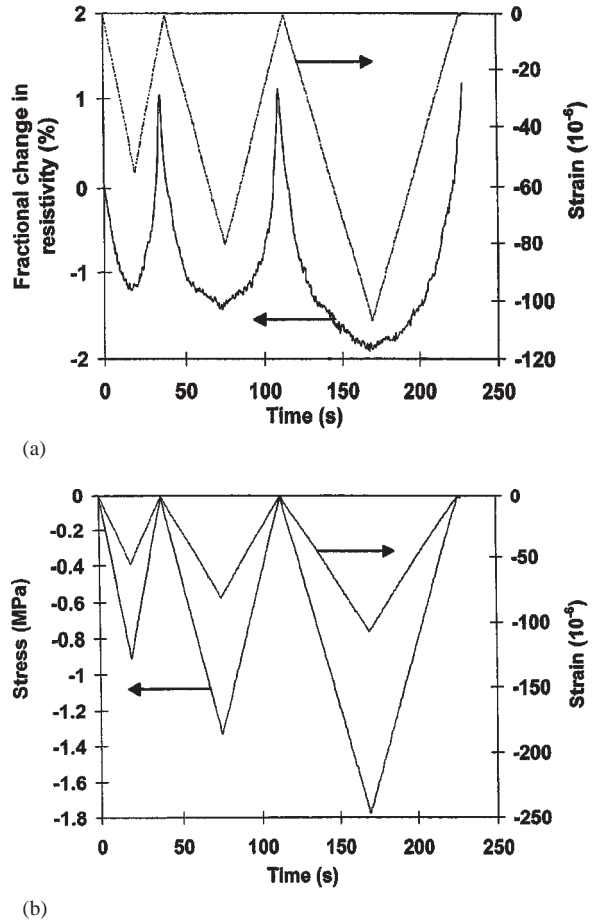 2
1
0
-1
-2
Fractional change in
resistivity (%)
0
-20
-40
-60
-80
-100
-120
Strain (10⁻⁶)
0 50 100 150 200 250
Time (s)
(a)
0
-0.2
-0.4
-0.6
-0.8
-1
-1.2
-1.4
-1.6
-1.8
Stress (MPa)
0
-50
-100
-150
-200
-250
Strain (10⁻⁶)
0 50 100 150 200 250
Time (s)
(b)